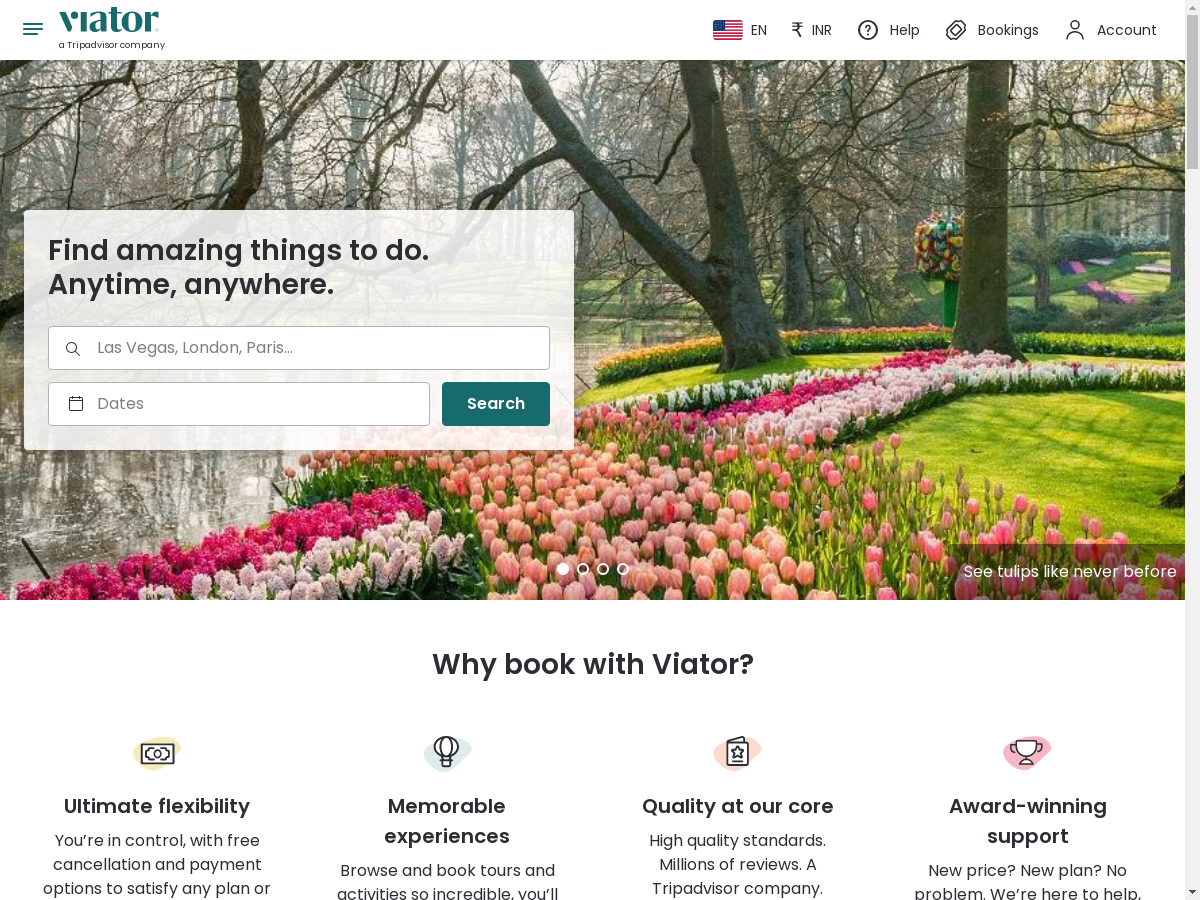 viator
a Tripadvisor company
EN
₹ INR
Help
Bookings
Account
Find amazing things to do.
Anytime, anywhere.
Las Vegas, London, Paris...
Dates
Search
See tulips like never before
Why book with Viator?
Ultimate flexibility
You’re in control, with free
cancellation and payment
options to satisfy any plan or
Memorable
experiences
Browse and book tours and
activities so incredible, you’ll
Quality at our core
High quality standards.
Millions of reviews. A
Tripadvisor company.
Award-winning
support
New price? New plan? No
problem. We’re here to help,